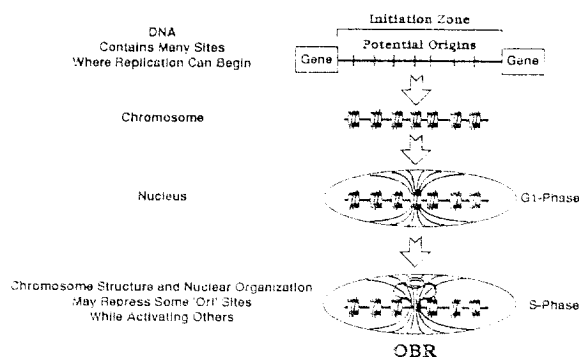 Initiation Zone
DNA
Contains Many Sites
Where Replication Can Begin
Potential Origins
Gene
Gene
Chromosome
Nucleus
G1-Phase
Chromosome Structure and Nuclear Organization
May Repress Some 'Ori' Sites
While Activating Others
S-Phase
OBR